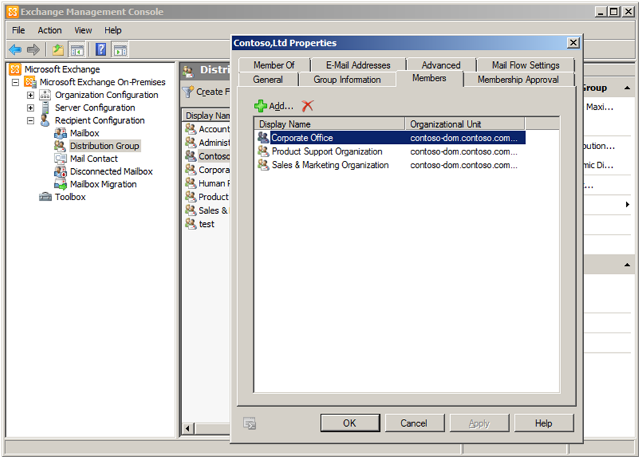 Exchange Management Console
File Action View Help
Microsoft Exchange
Microsoft Exchange On-Premises
Organization Configuration
Server Configuration
Recipient Configuration
Mailbox
Distribution Group
Mail Contact
Disconnected Mailbox
Mailbox Migration
Toolbox
Distri
Create F
Display Nam
Account
Administ
Contoso
Corpora
Human R
Product
Sales &
test
Contoso,Ltd Properties
Member Of E-Mail Addresses Advanced Mail Flow Settings
General Group Information Members Membership Approval
Add...
Display Name Organizational Unit
Corporate Office contoso-dom.contoso.com...
Product Support Organization contoso-dom.contoso.com...
Sales & Marketing Organization contoso-dom.contoso.com...
OK Cancel Apply Help
Group
Maxi...
bution...
mic Di...
...